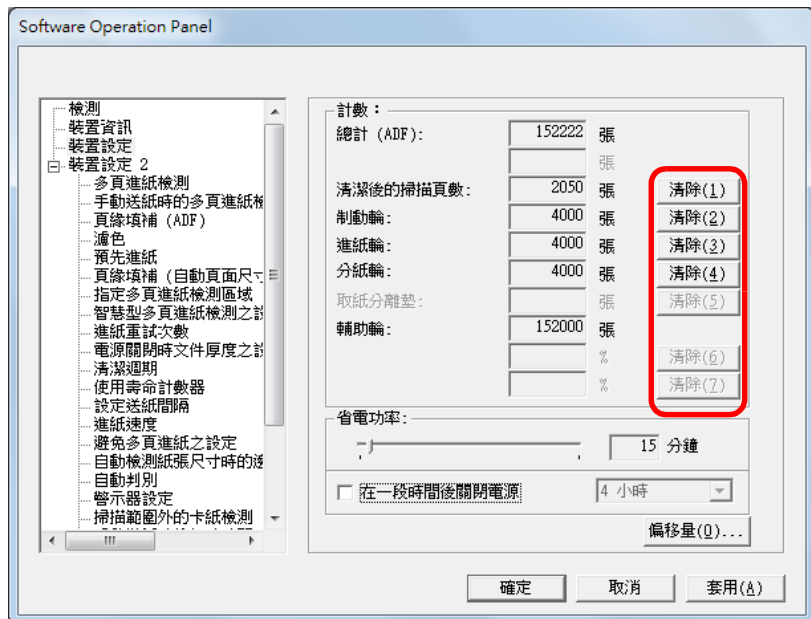 Software Operation Panel
檢測
裝置資訊
裝置設定
裝置設定 2
多頁進紙檢測
手動送紙時的多頁進紙檢
頁緣填補 (ADF)
濾色
預先進紙
頁緣填補 (自動頁面尺寸
指定多頁進紙檢測區域
智慧型多頁進紙檢測之設
進紙重試次數
電源關閉時文件厚度之設
清潔週期
使用壽命計數器
設定送紙間隔
進紙速度
避免多頁進紙之設定
自動檢測紙張尺寸時的
自動判別
警示器設定
掃描範圍外的卡紙檢測
計數：
總計 (ADF): 152222 張
張
清潔後的掃描頁數: 2050 張 清除(1)
制動輪: 4000 張 清除(2)
進紙輪: 4000 張 清除(3)
分紙輪: 4000 張 清除(4)
取紙分離墊: 張 清除(5)
輔助輪: 152000 張
% 清除(6)
% 清除(7)
省電功率:
15 分鐘
在一段時間後關閉電源 4 小時
偏移量(O)...
確定 取消 套用(A)